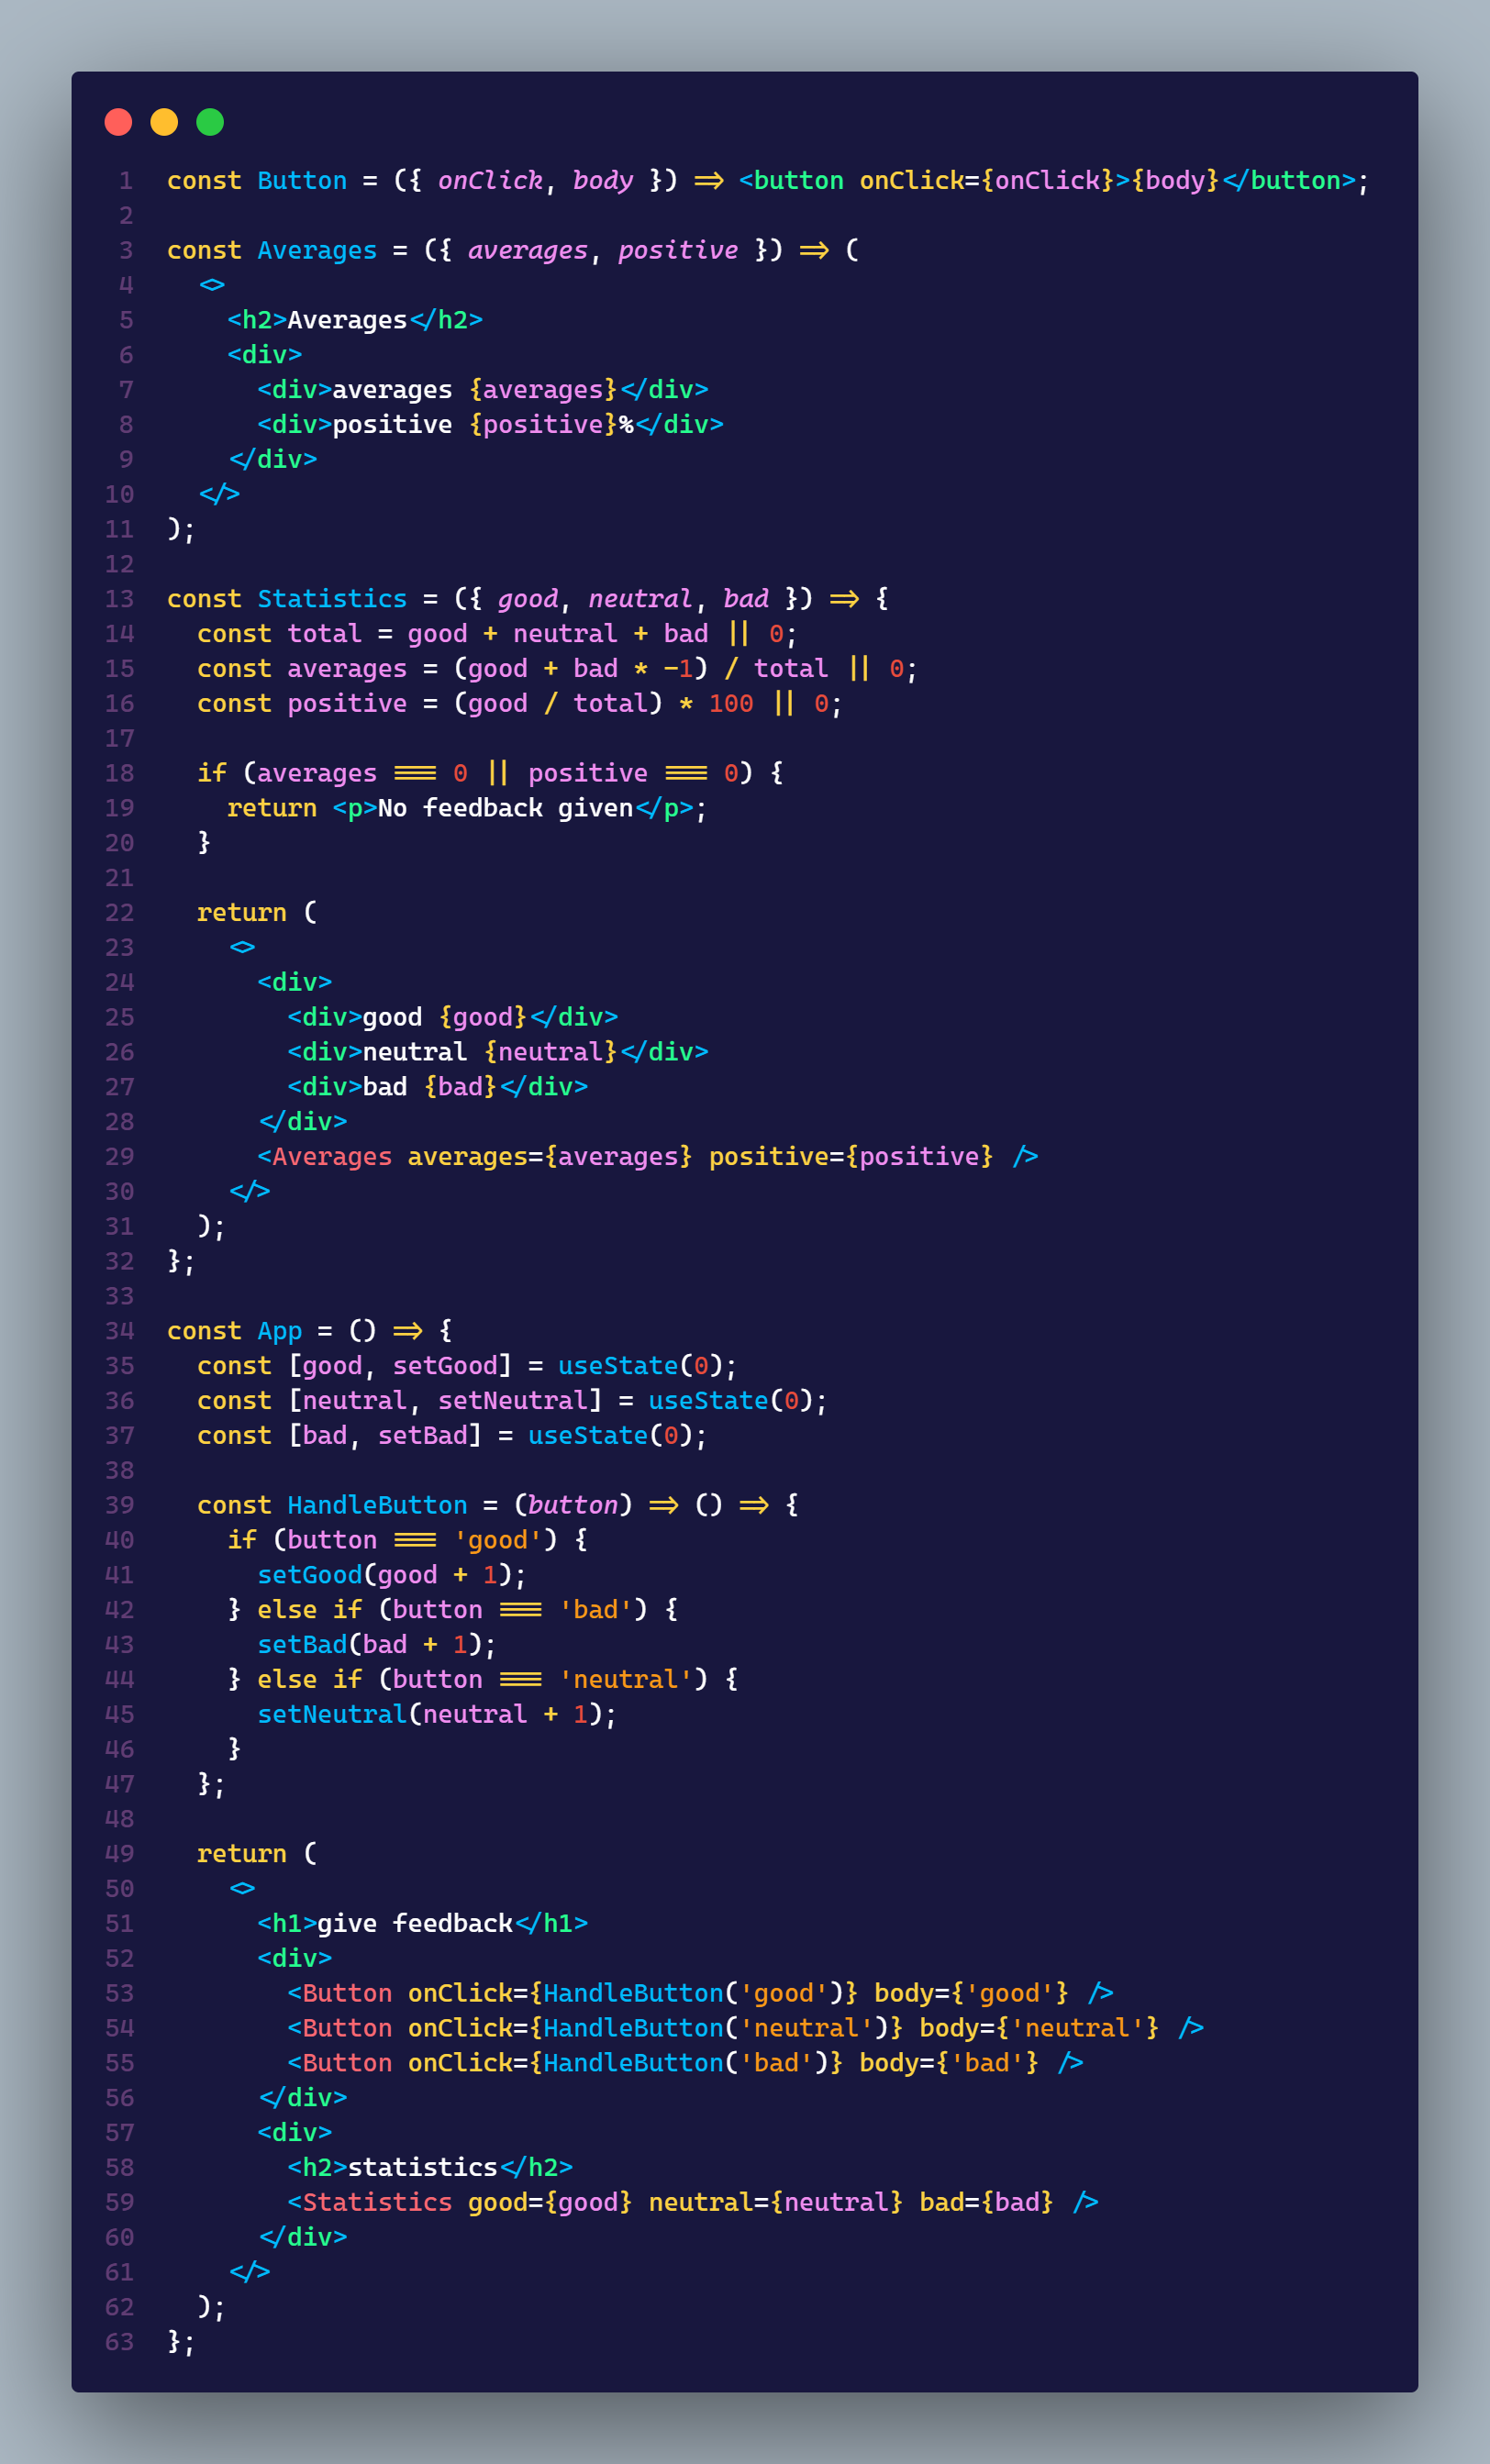 1 const Button = ({ onClick, body }) => <button onClick={onClick}>{body}</button>;
2
3 const Averages = ({ averages, positive }) => (
4   <>
5     <h2>Averages</h2>
6     <div>
7       <div>averages {averages}</div>
8       <div>positive {positive}%</div>
9     </div>
10   </>
11 );
12
13 const Statistics = ({ good, neutral, bad }) => {
14   const total = good + neutral + bad || 0;
15   const averages = (good + bad * -1) / total || 0;
16   const positive = (good / total) * 100 || 0;
17
18   if (averages === 0 || positive === 0) {
19     return <p>No feedback given</p>;
20   }
21
22   return (
23     <>
24       <div>
25         <div>good {good}</div>
26         <div>neutral {neutral}</div>
27         <div>bad {bad}</div>
28       </div>
29       <Averages averages={averages} positive={positive} />
30     </>
31   );
32 };
33
34 const App = () => {
35   const [good, setGood] = useState(0);
36   const [neutral, setNeutral] = useState(0);
37   const [bad, setBad] = useState(0);
38
39   const HandleButton = (button) => () => {
40     if (button === 'good') {
41       setGood(good + 1);
42     } else if (button === 'bad') {
43       setBad(bad + 1);
44     } else if (button === 'neutral') {
45       setNeutral(neutral + 1);
46     }
47   };
48
49   return (
50     <>
51       <h1>give feedback</h1>
52       <div>
53         <Button onClick={HandleButton('good')} body={'good'} />
54         <Button onClick={HandleButton('neutral')} body={'neutral'} />
55         <Button onClick={HandleButton('bad')} body={'bad'} />
56       </div>
57       <div>
58         <h2>statistics</h2>
59         <Statistics good={good} neutral={neutral} bad={bad} />
60       </div>
61     </>
62   );
63 };